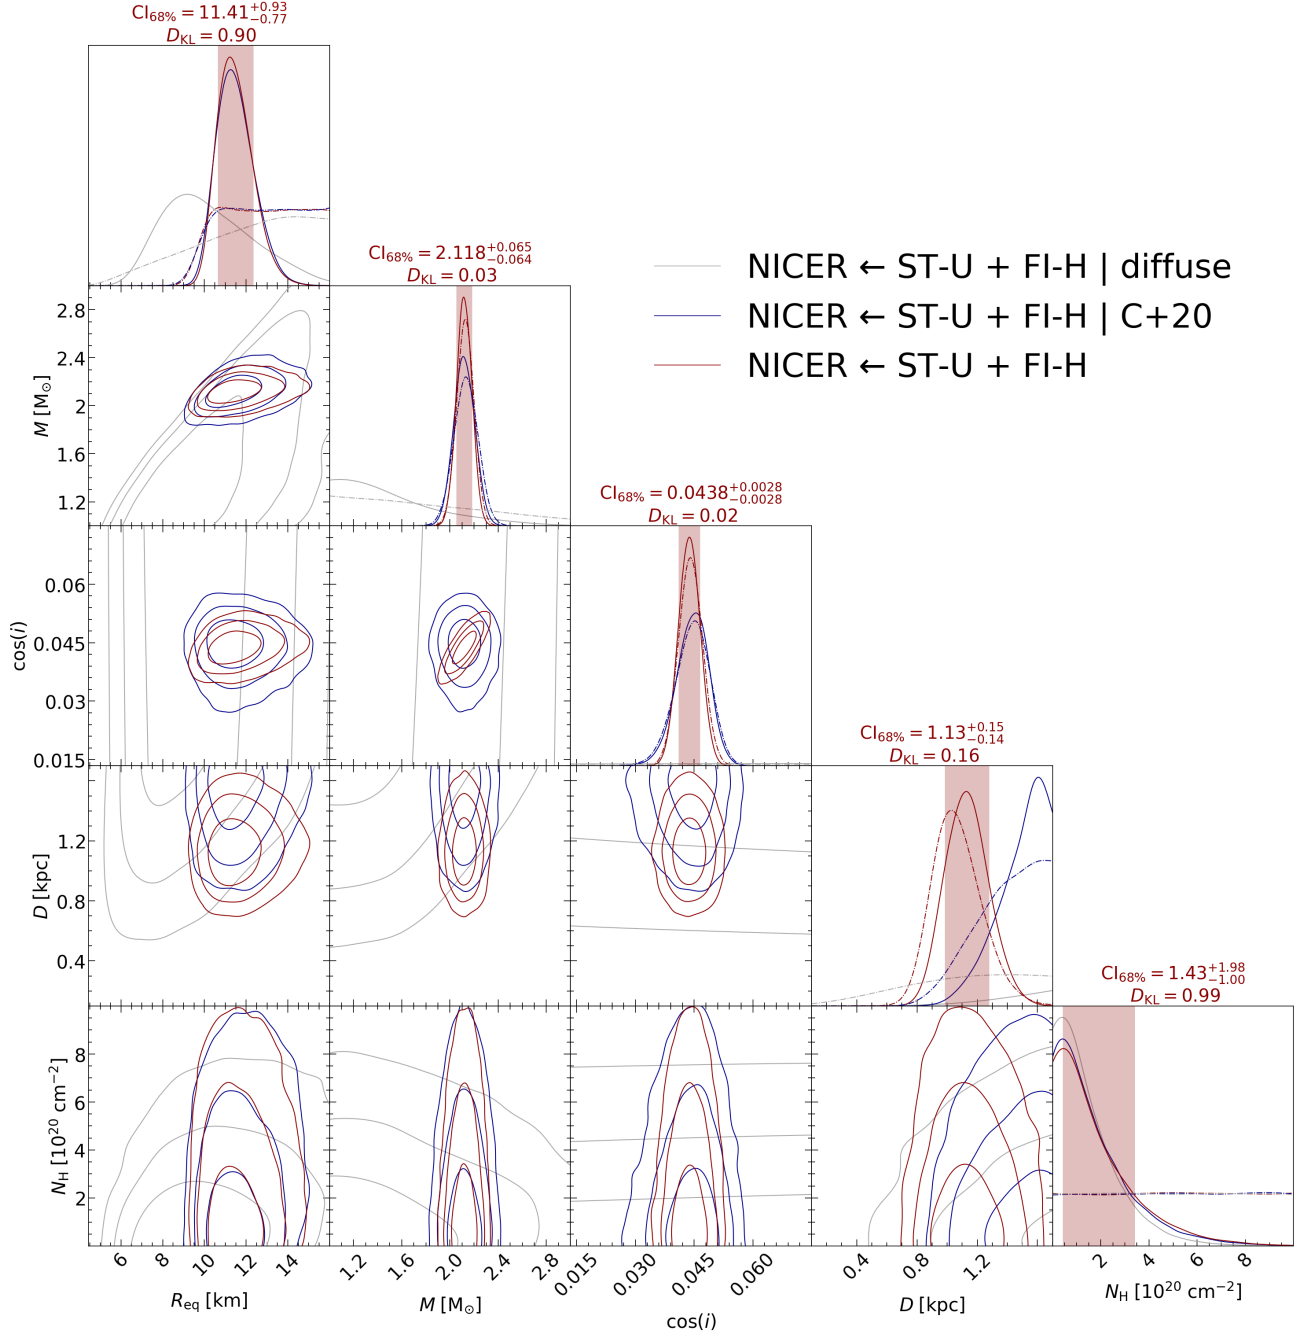 CI68% = 11.41 +0.93 −0.77
DKL = 0.90
CI68% = 2.118 +0.065 −0.064
DKL = 0.03
NICER ← ST-U + FI-H | diffuse
NICER ← ST-U + FI-H | C+20
NICER ← ST-U + FI-H
2.8
2.4
2
1.6
1.2
M [M⊙]
CI68% = 0.0438 +0.0028 −0.0028
DKL = 0.02
0.06
0.045
0.03
0.015
cos(i)
CI68% = 1.13 +0.15 −0.14
DKL = 0.16
1.2
0.8
0.4
D [kpc]
CI68% = 1.43 +1.98 −1.00
DKL = 0.99
8
6
4
2
NH [10²⁰ cm⁻²]
6 8 10 12 14
Req [km]
1.2 1.6 2.0 2.4 2.8
M [M⊙]
0.015 0.030 0.045 0.060
cos(i)
0.4 0.8 1.2
D [kpc]
2 4 6 8
NH [10²⁰ cm⁻²]